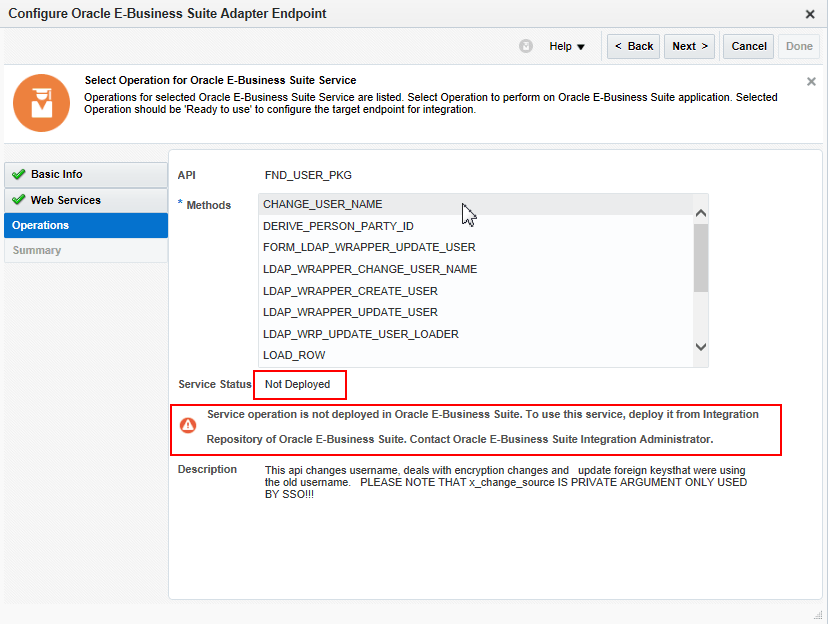 Configure Oracle E-Business Suite Adapter Endpoint
Help
< Back
Next >
Cancel
Done
Select Operation for Oracle E-Business Suite Service
Operations for selected Oracle E-Business Suite Service are listed. Select Operation to perform on Oracle E-Business Suite application. Selected
Operation should be 'Ready to use' to configure the target endpoint for integration.
Basic Info
Web Services
Operations
Summary
API FND_USER_PKG
* Methods
CHANGE_USER_NAME
DERIVE_PERSON_PARTY_ID
FORM_LDAP_WRAPPER_UPDATE_USER
LDAP_WRAPPER_CHANGE_USER_NAME
LDAP_WRAPPER_CREATE_USER
LDAP_WRAPPER_UPDATE_USER
LDAP_WRP_UPDATE_USER_LOADER
LOAD_ROW
Service Status Not Deployed
Service operation is not deployed in Oracle E-Business Suite. To use this service, deploy it from Integration
Repository of Oracle E-Business Suite. Contact Oracle E-Business Suite Integration Administrator.
Description This api changes username, deals with encryption changes and update foreign keysthat were using
the old username. PLEASE NOTE THAT x_change_source IS PRIVATE ARGUMENT ONLY USED
BY SSO!!!